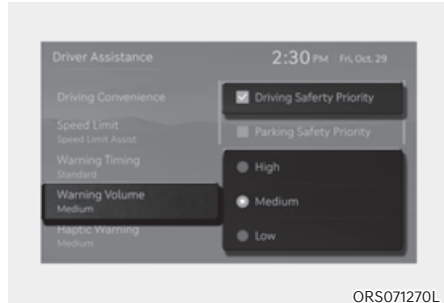 Driver Assistance
2:30 PM Fri, Oct. 29
Driving Convenience
Speed Limit
Speed Limit Assist
Warning Timing
Standard
Warning Volume
Medium
Haptic Warning
Medium
Driving Saferty Priority
Parking Safety Priority
High
Medium
Low
ORS071270L